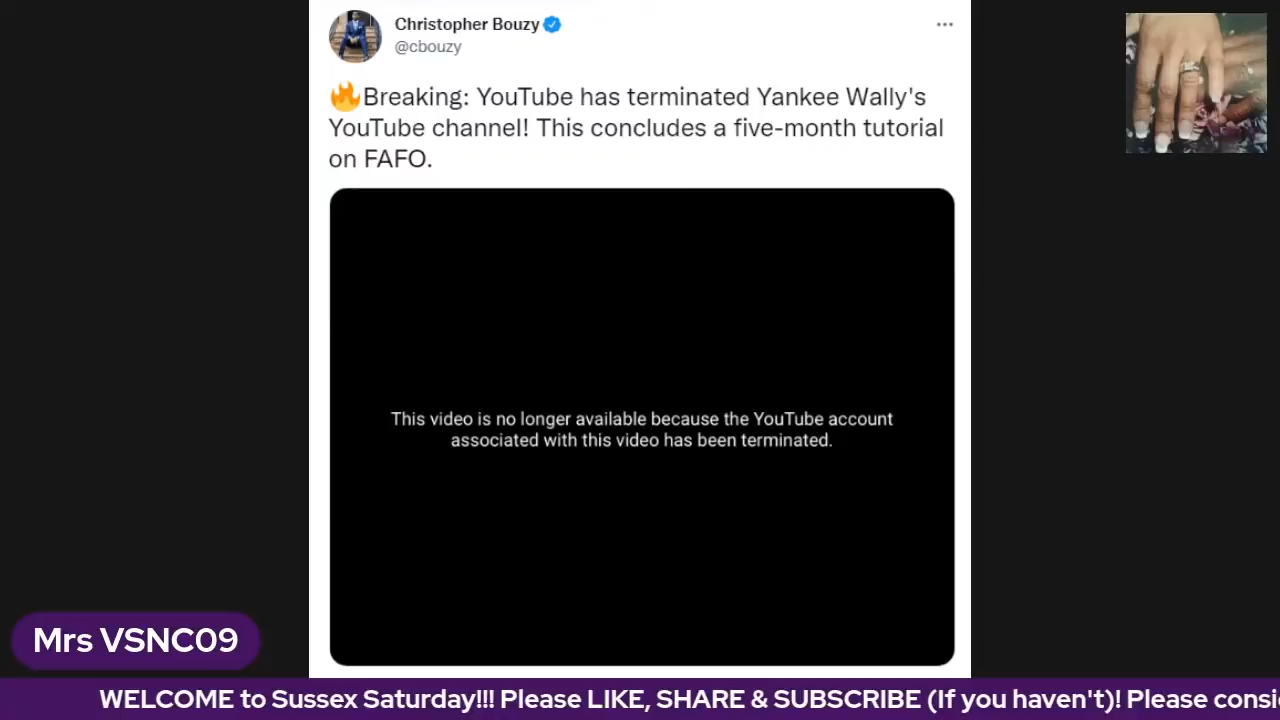 Christopher Bouzy
@cbouzy
🔥Breaking: YouTube has terminated Yankee Wally's
YouTube channel! This concludes a five-month tutorial
on FAFO.
This video is no longer available because the YouTube account
associated with this video has been terminated.
Mrs VSNC09
WELCOME to Sussex Saturday!!! Please LIKE, SHARE & SUBSCRIBE (If you haven't)! Please consi